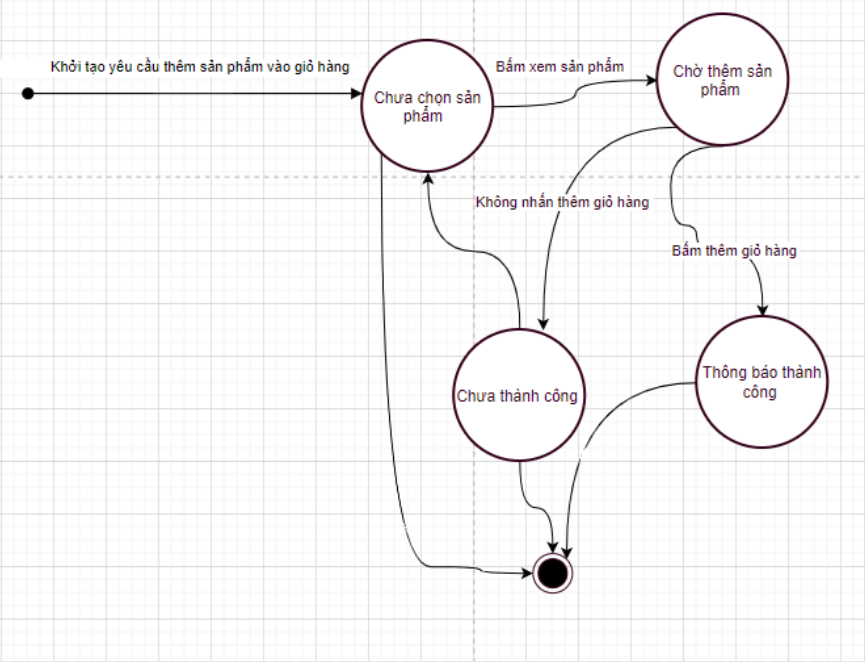 Khởi tạo yêu cầu thêm sản phẩm vào giỏ hàng
Chưa chọn sản
phẩm
Bấm xem sản phẩm
Chờ thêm sản
phẩm
Không nhấn thêm giỏ hàng
Bấm thêm giỏ hàng
Chưa thành công
Thông báo thành
công